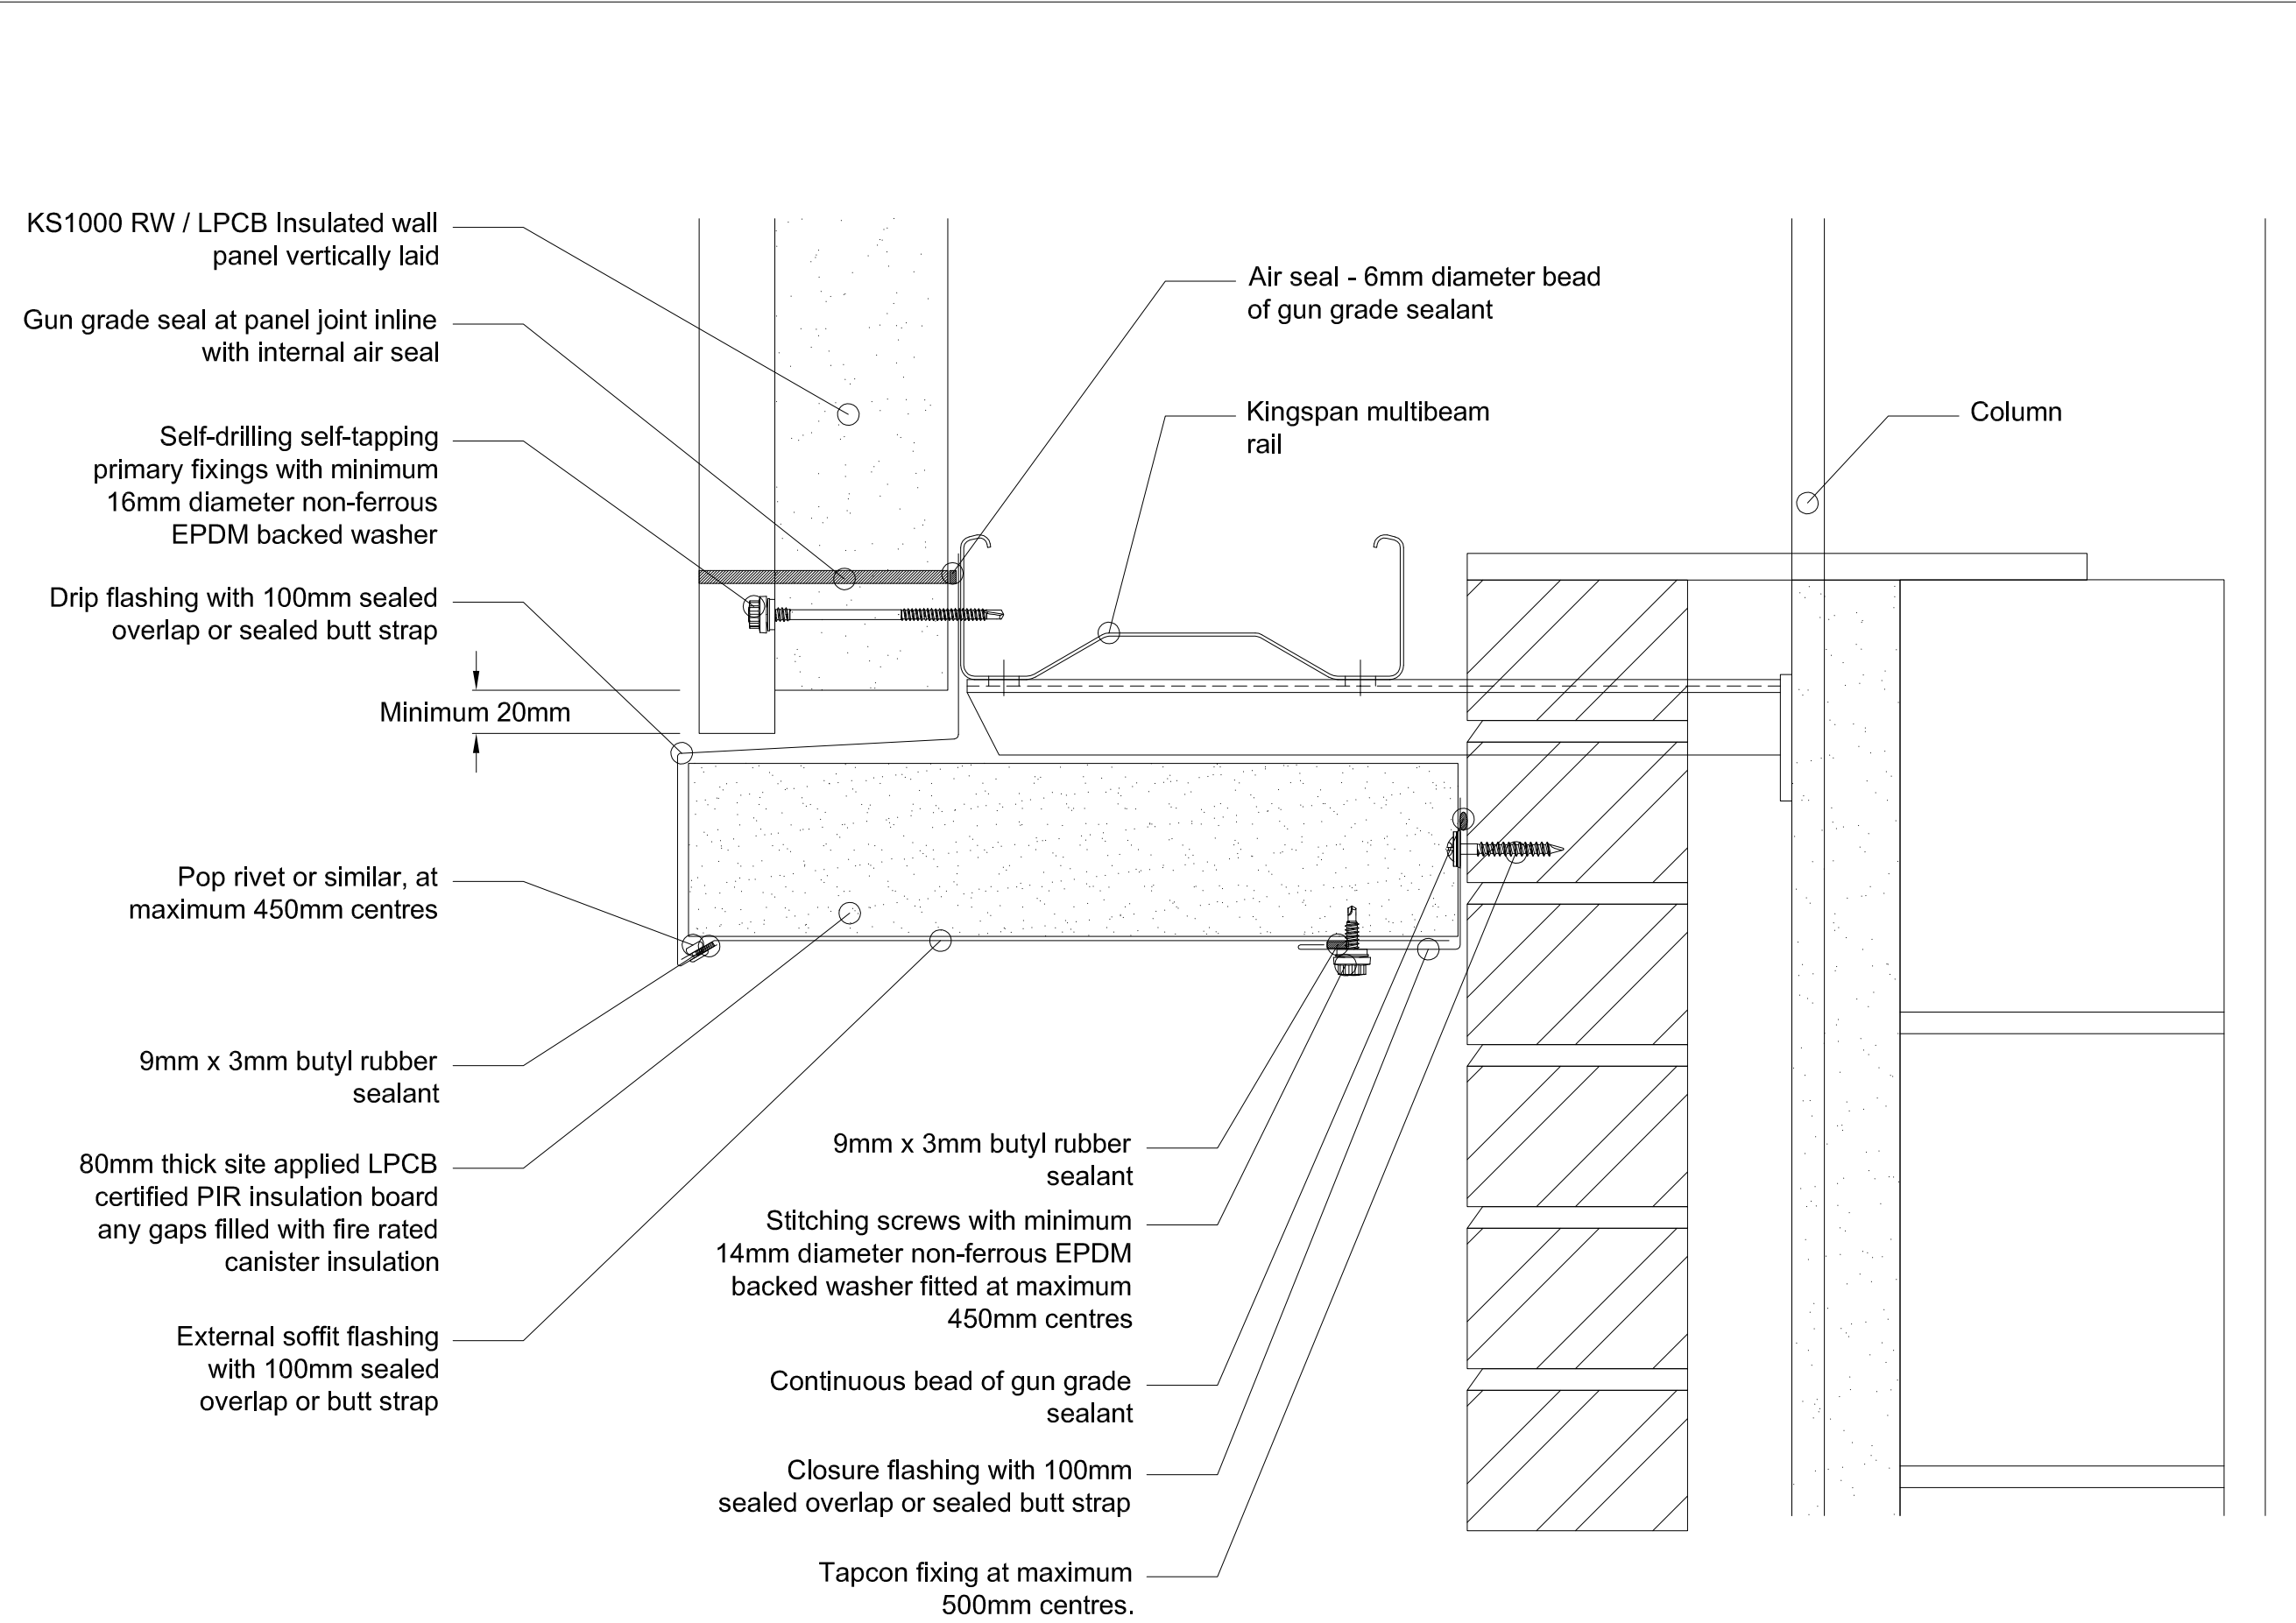 KS1000 RW / LPCB Insulated wall
panel vertically laid
Gun grade seal at panel joint inline
with internal air seal
Self-drilling self-tapping
primary fixings with minimum
16mm diameter non-ferrous
EPDM backed washer
Drip flashing with 100mm sealed
overlap or sealed butt strap
Minimum 20mm
Pop rivet or similar, at
maximum 450mm centres
9mm x 3mm butyl rubber
sealant
80mm thick site applied LPCB
certified PIR insulation board
any gaps filled with fire rated
canister insulation
External soffit flashing
with 100mm sealed
overlap or butt strap
Air seal - 6mm diameter bead
of gun grade sealant
Kingspan multibeam
rail
Column
9mm x 3mm butyl rubber
sealant
Stitching screws with minimum
14mm diameter non-ferrous EPDM
backed washer fitted at maximum
450mm centres
Continuous bead of gun grade
sealant
Closure flashing with 100mm
sealed overlap or sealed butt strap
Tapcon fixing at maximum
500mm centres.